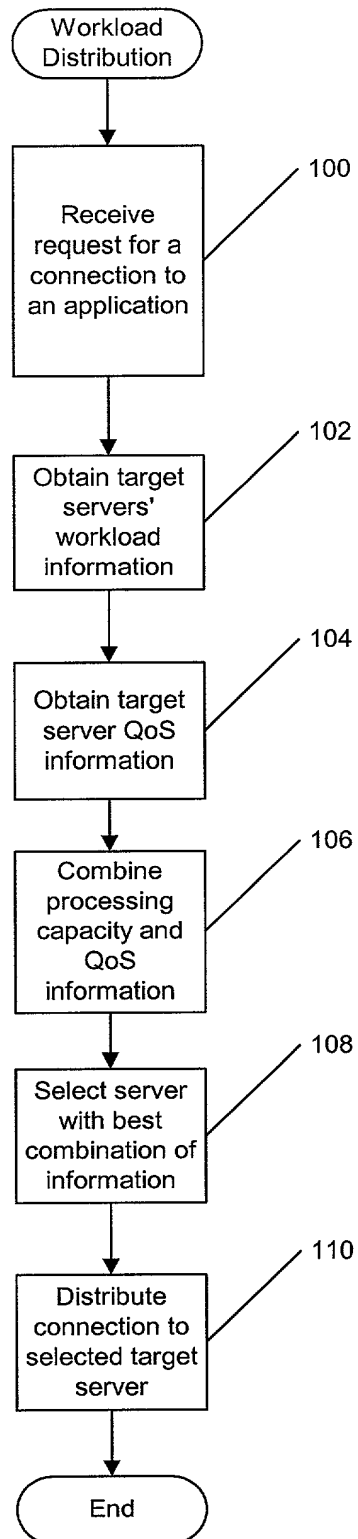 Workload
Distribution
100
Receive
request for a
connection to
an application
102
Obtain target
servers'
workload
information
104
Obtain target
server QoS
information
106
Combine
processing
capacity and
QoS
information
108
Select server
with best
combination of
information
110
Distribute
connection to
selected target
server
End